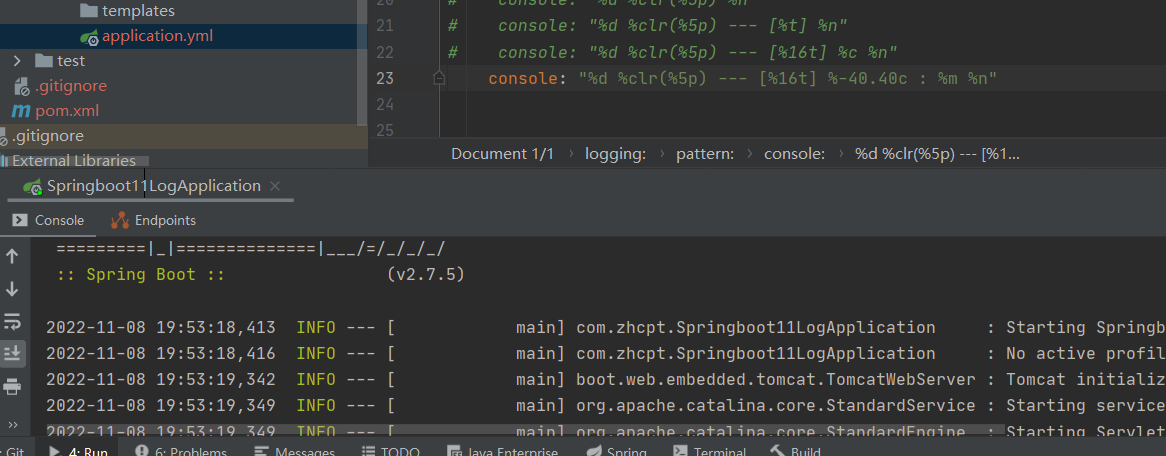 templates
application.yml
test
.gitignore
pom.xml
.gitignore
External Libraries
20 # console: "%d %clr(%5p) %n"
21 # console: "%d %clr(%5p) --- [%t] %n"
22 # console: "%d %clr(%5p) --- [%16t] %c %n"
23 console: "%d %clr(%5p) --- [%16t] %-40.40c : %m %n"
24
25
Document 1/1 › logging: › pattern: › console: › %d %clr(%5p) --- [%1...
Springboot11LogApplication
Console Endpoints
=========|_|==============|___/=/_/_/_/
:: Spring Boot :: (v2.7.5)
2022-11-08 19:53:18,413  INFO --- [            main] com.zhcpt.Springboot11LogApplication     : Starting Springb
2022-11-08 19:53:18,416  INFO --- [            main] com.zhcpt.Springboot11LogApplication     : No active profil
2022-11-08 19:53:19,342  INFO --- [            main] boot.web.embedded.tomcat.TomcatWebServer : Tomcat initializ
2022-11-08 19:53:19,349  INFO --- [            main] org.apache.catalina.core.StandardService : Starting service
2022-11-08 19:53:19,349  INFO --- [            main] org.apache.catalina.core.StandardEngine  : Starting Servlet
Git 4: Run 6: Problems Messages TODO Java Enterprise Spring Terminal Build